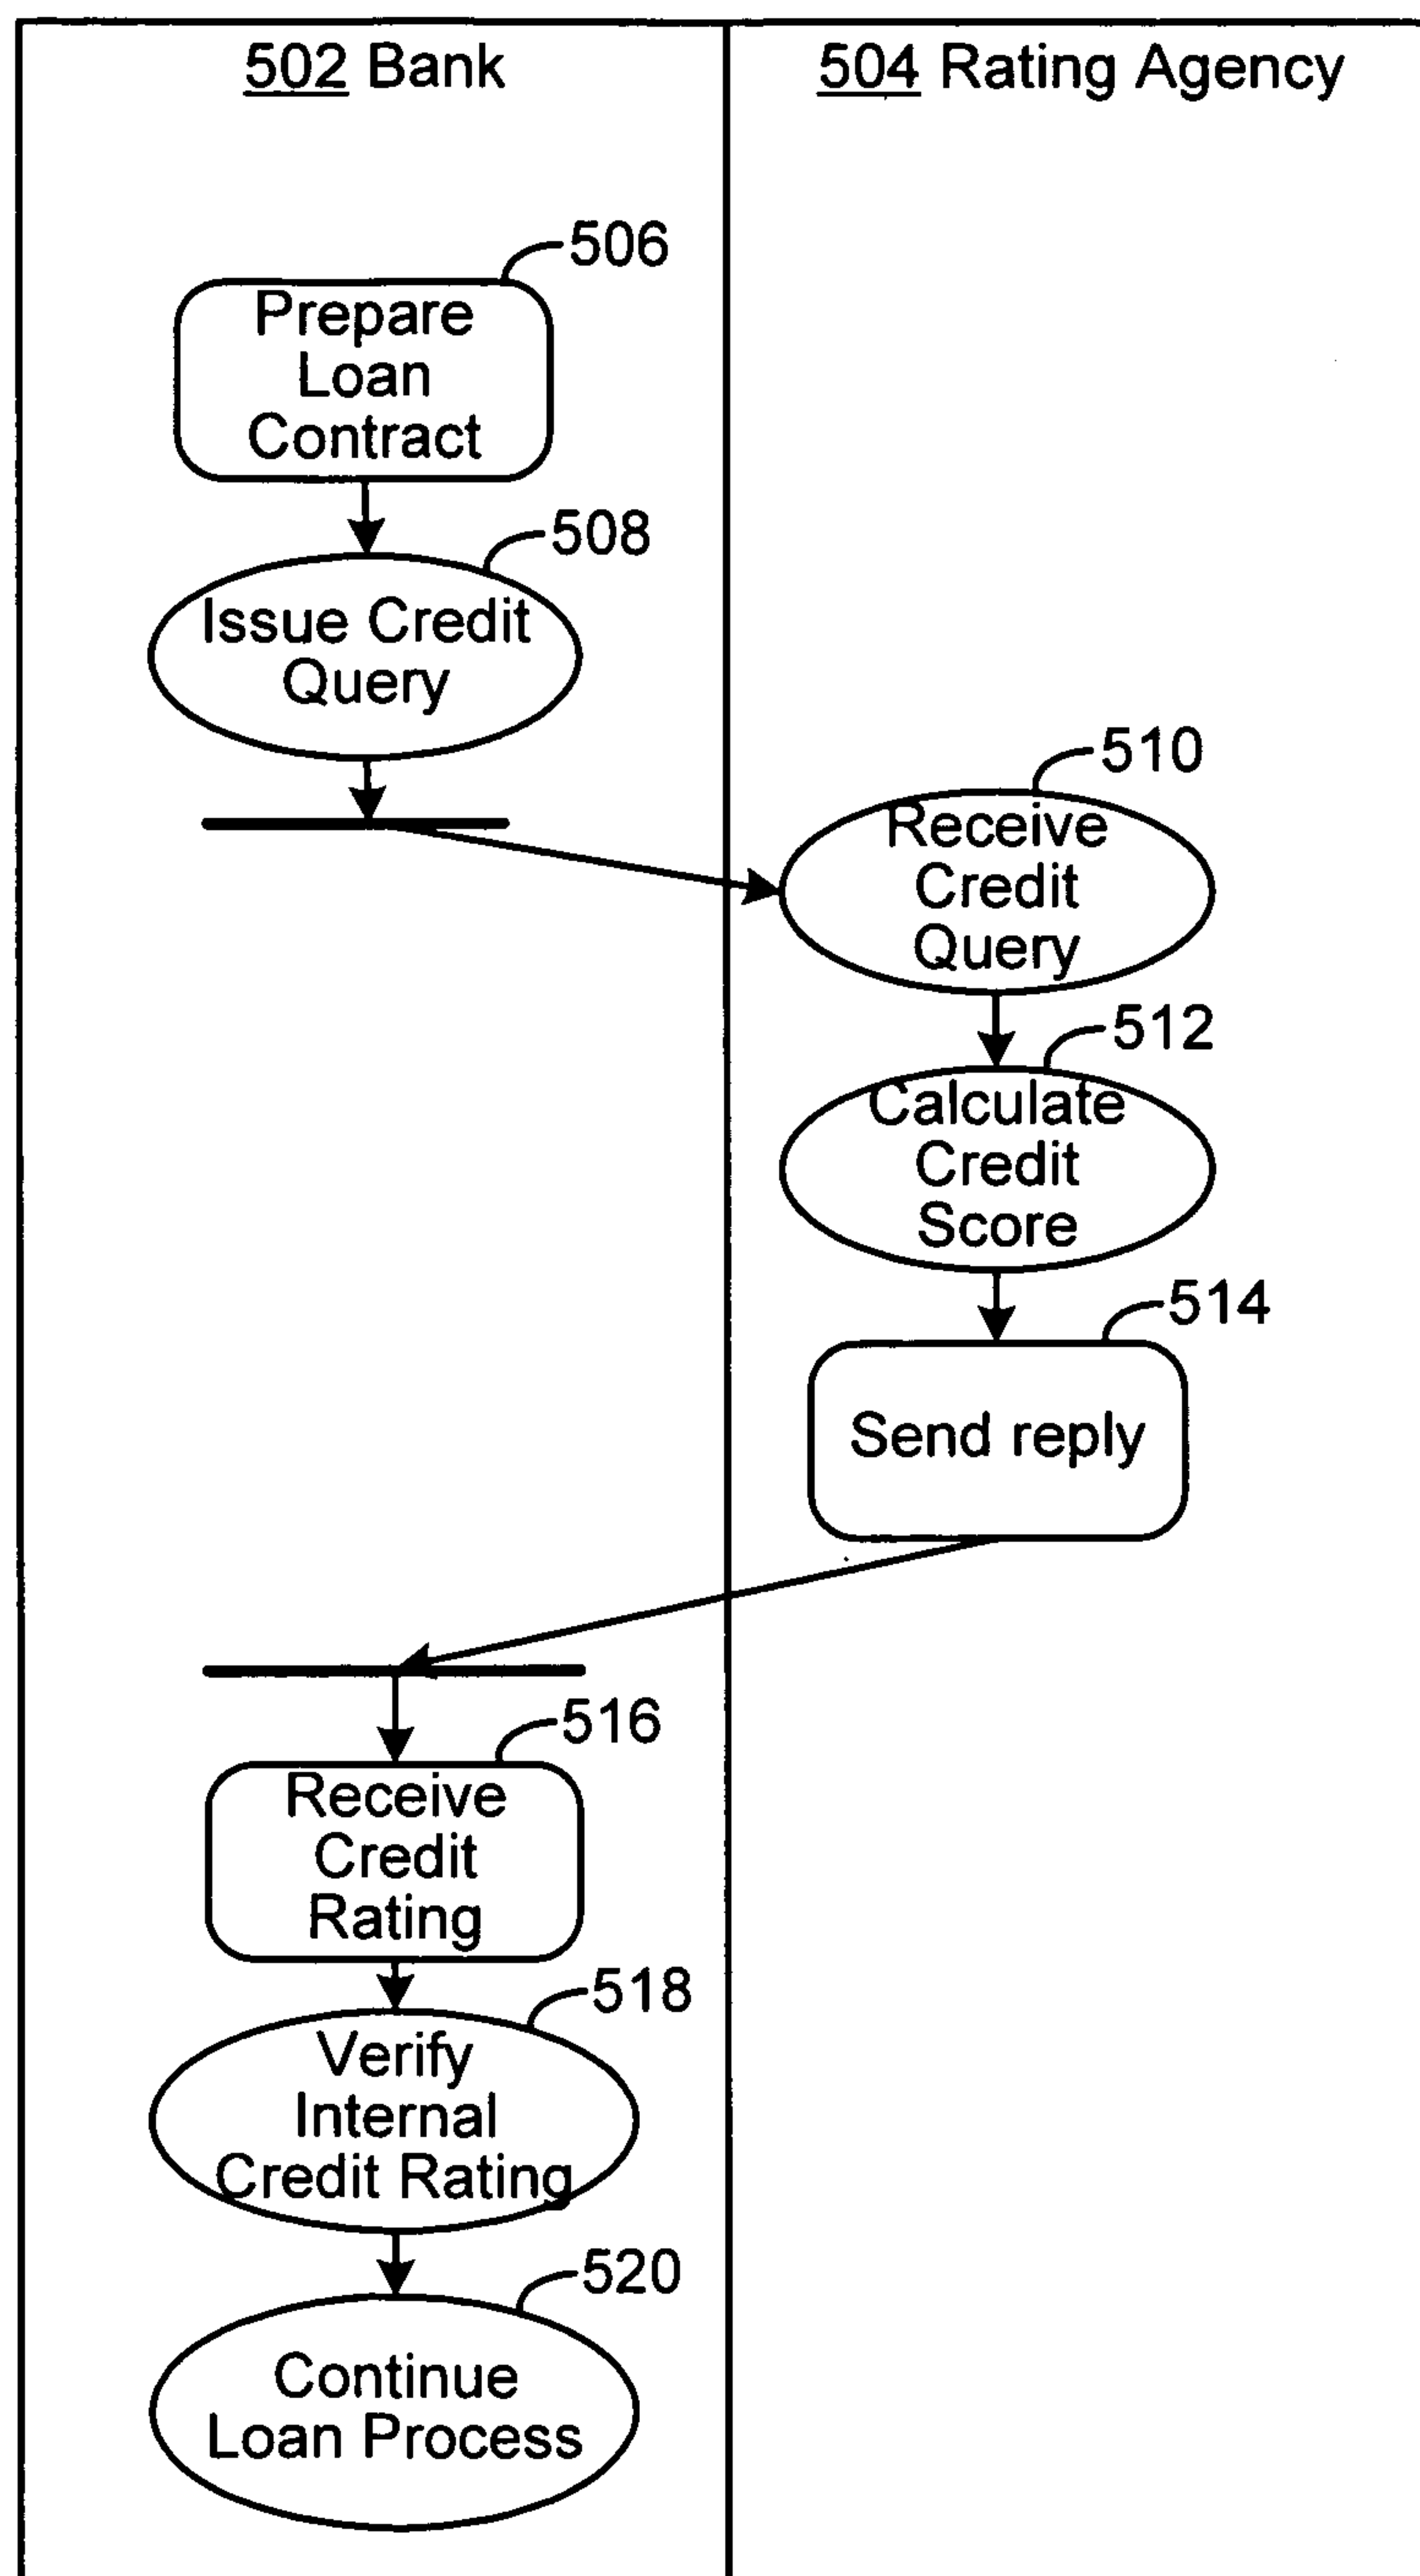 502 Bank
504 Rating Agency
506
Prepare
Loan
Contract
508
Issue Credit
Query
510
Receive
Credit
Query
512
Calculate
Credit
Score
514
Send reply
516
Receive
Credit
Rating
518
Verify
Internal
Credit Rating
520
Continue
Loan Process